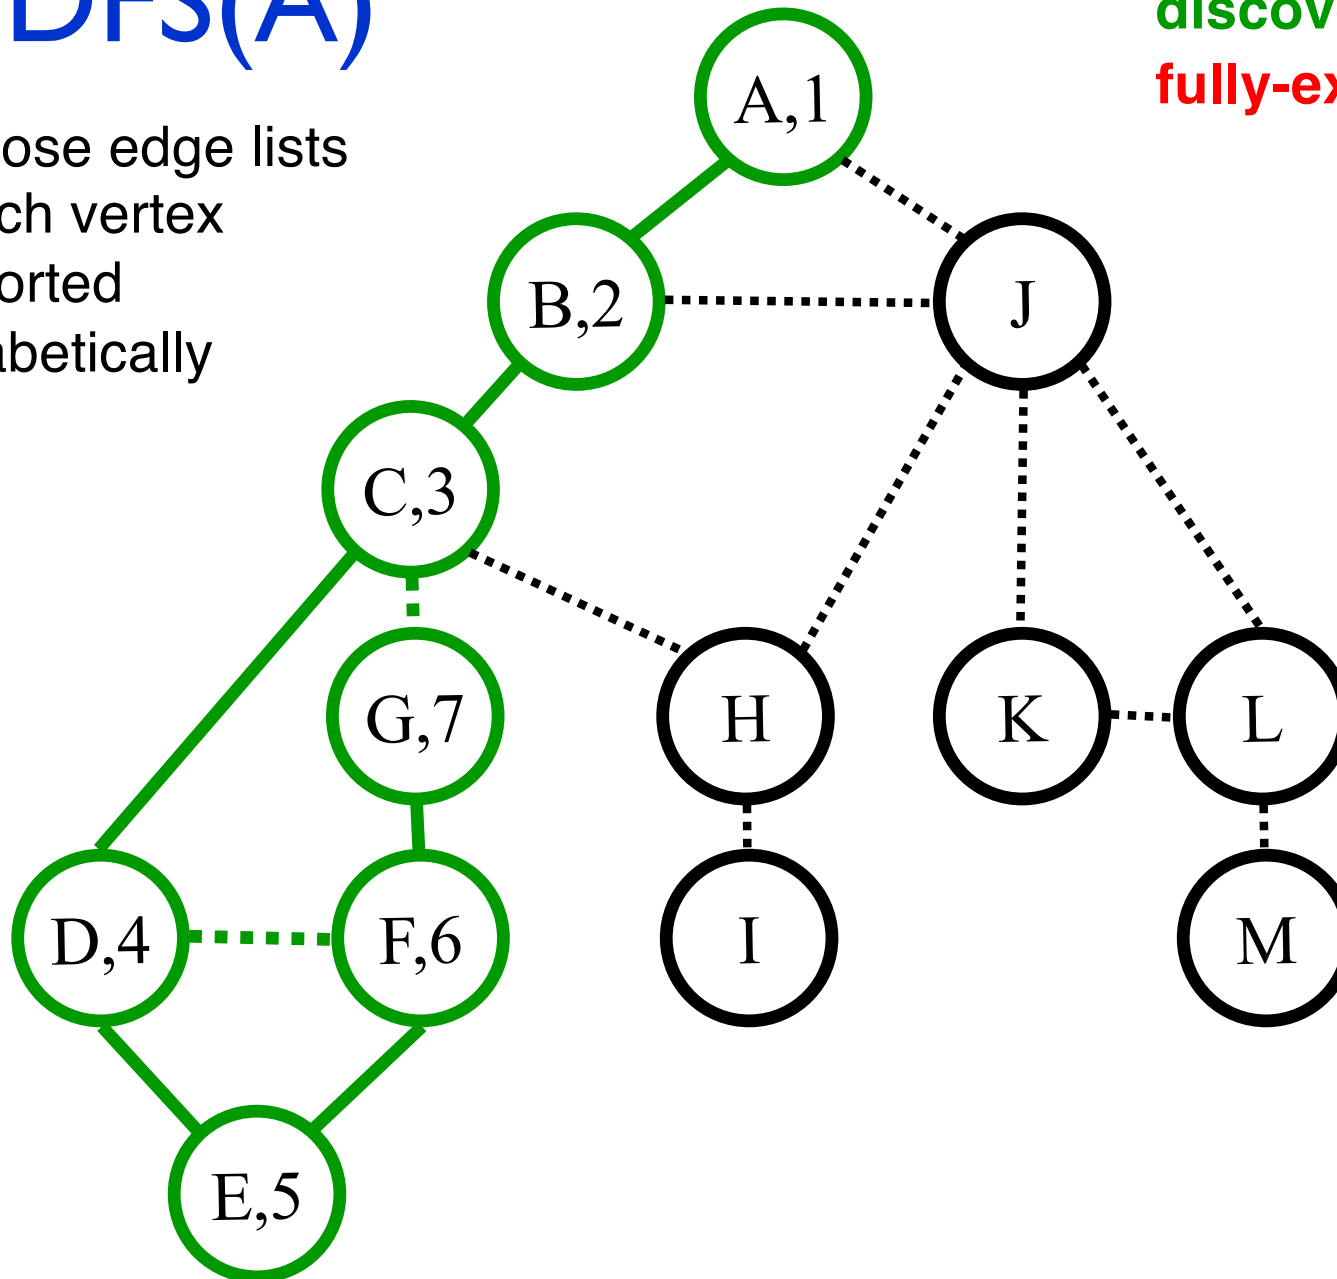 DFS(A)
discov
fully-ex
ose edge lists
ch vertex
orted
abetically
A,1
B,2
J
C,3
G,7
H
K
L
D,4
F,6
I
M
E,5